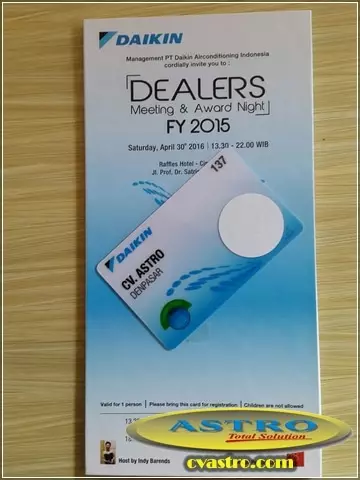 DAIKIN
Management PT Daikin Airconditioning Indonesia
cordially invite you to :
DEALERS
Meeting & Award Night
FY 2015
Saturday, April 30th 2016 | 13.30 - 22.00 WIB
Raffles Hotel -
Jl. Prof. Dr.
137
DAIKIN
CV. ASTRO
DENPASAR
Valid for 1 person | Please bring this card for registration | Children are not allowed
Host by Indy Barends
ASTRO
Total Solution
cvastro.com